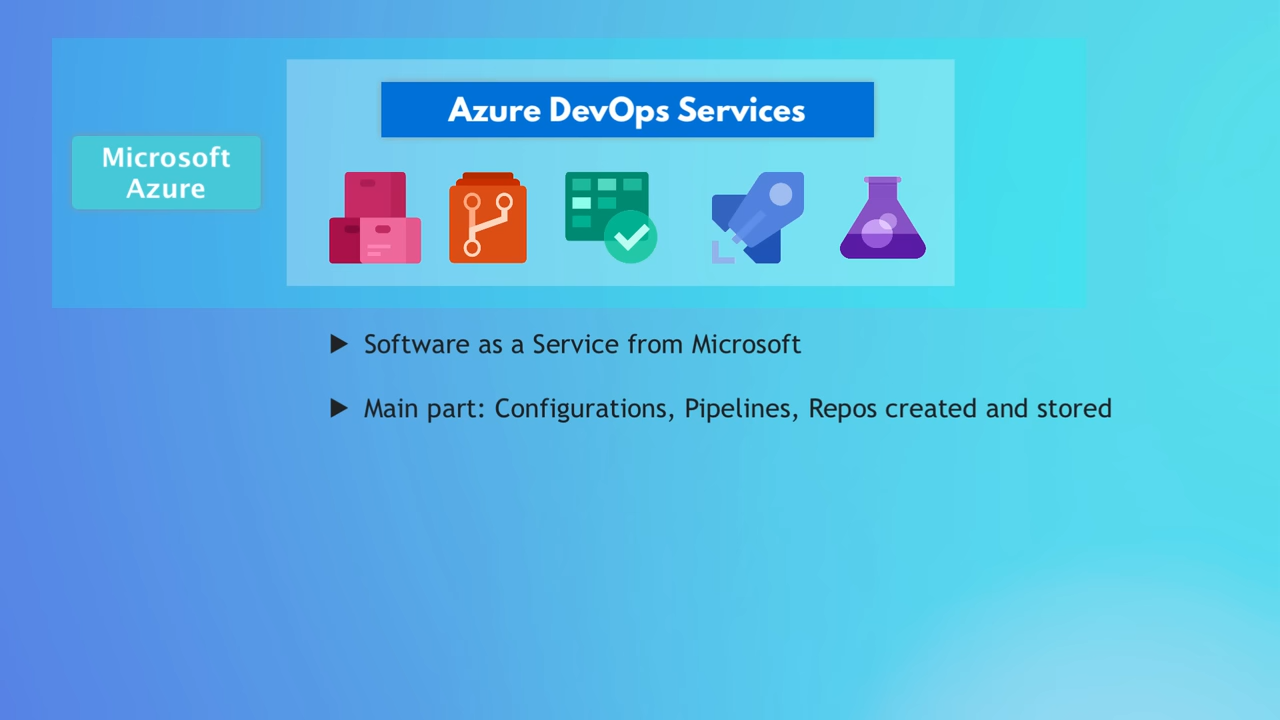 Azure DevOps Services
Microsoft
Azure
Software as a Service from Microsoft
Main part: Configurations, Pipelines, Repos created and stored